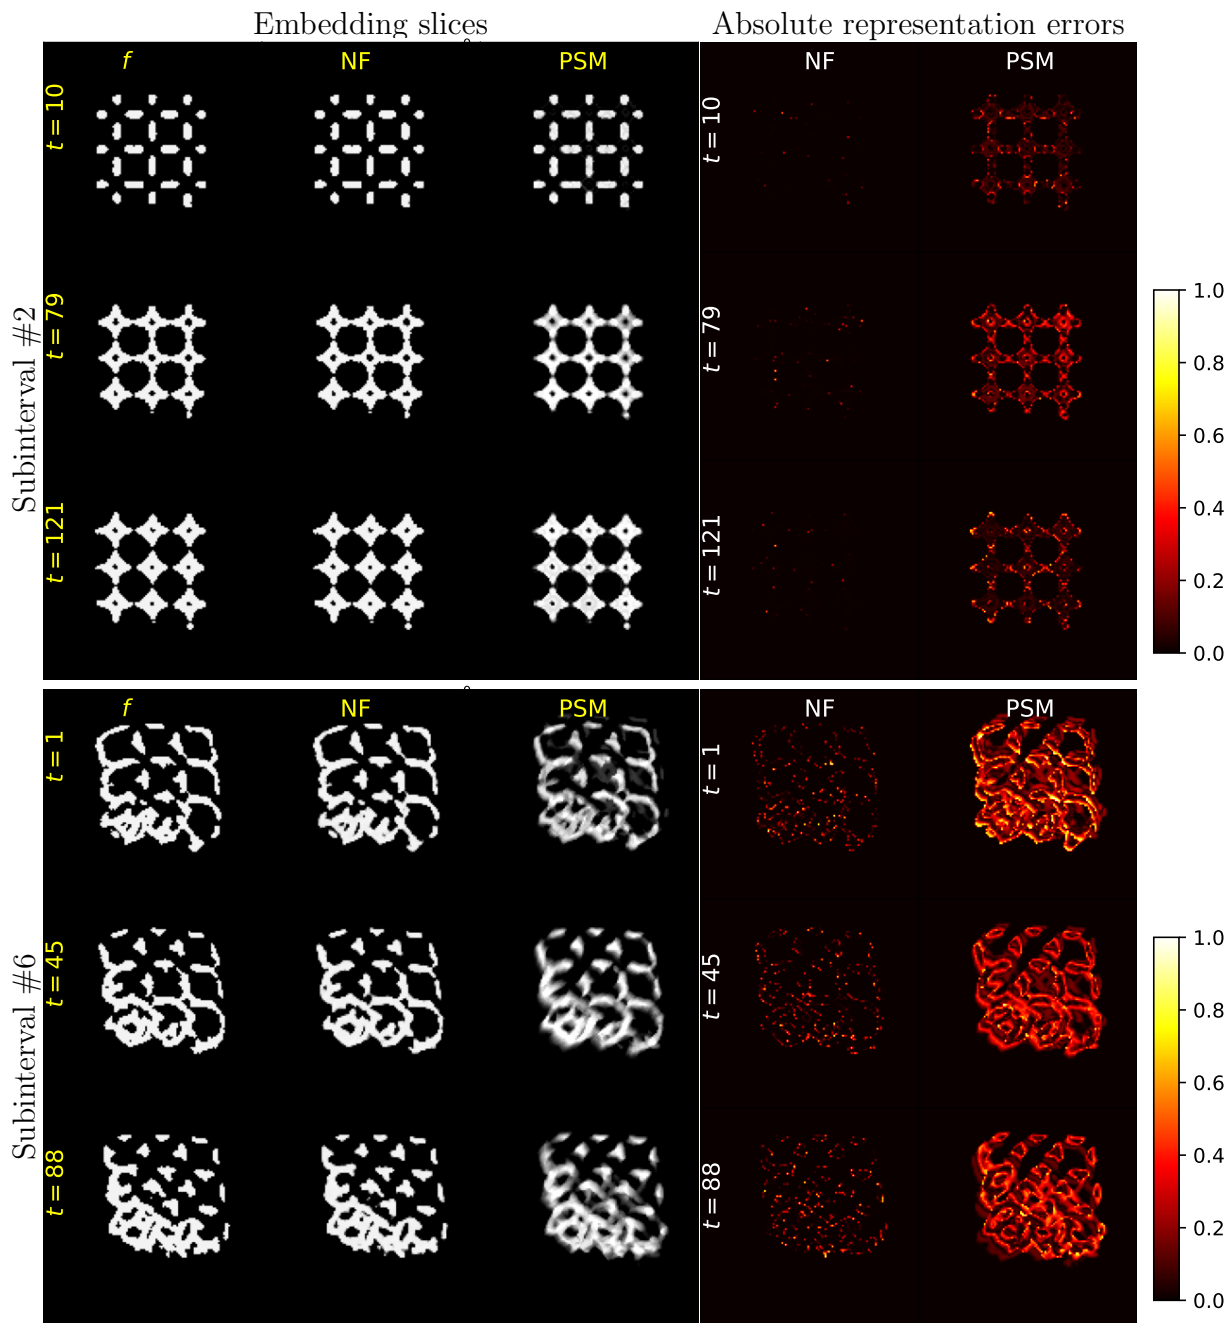 Embedding slices
Absolute representation errors
f NF PSM NF PSM
t = 10
t = 10
Subinterval #2
t = 79
t = 79
t = 121
t = 121
1.0
0.8
0.6
0.4
0.2
0.0
f NF PSM NF PSM
t = 1
t = 1
Subinterval #6
t = 45
t = 45
t = 88
t = 88
1.0
0.8
0.6
0.4
0.2
0.0